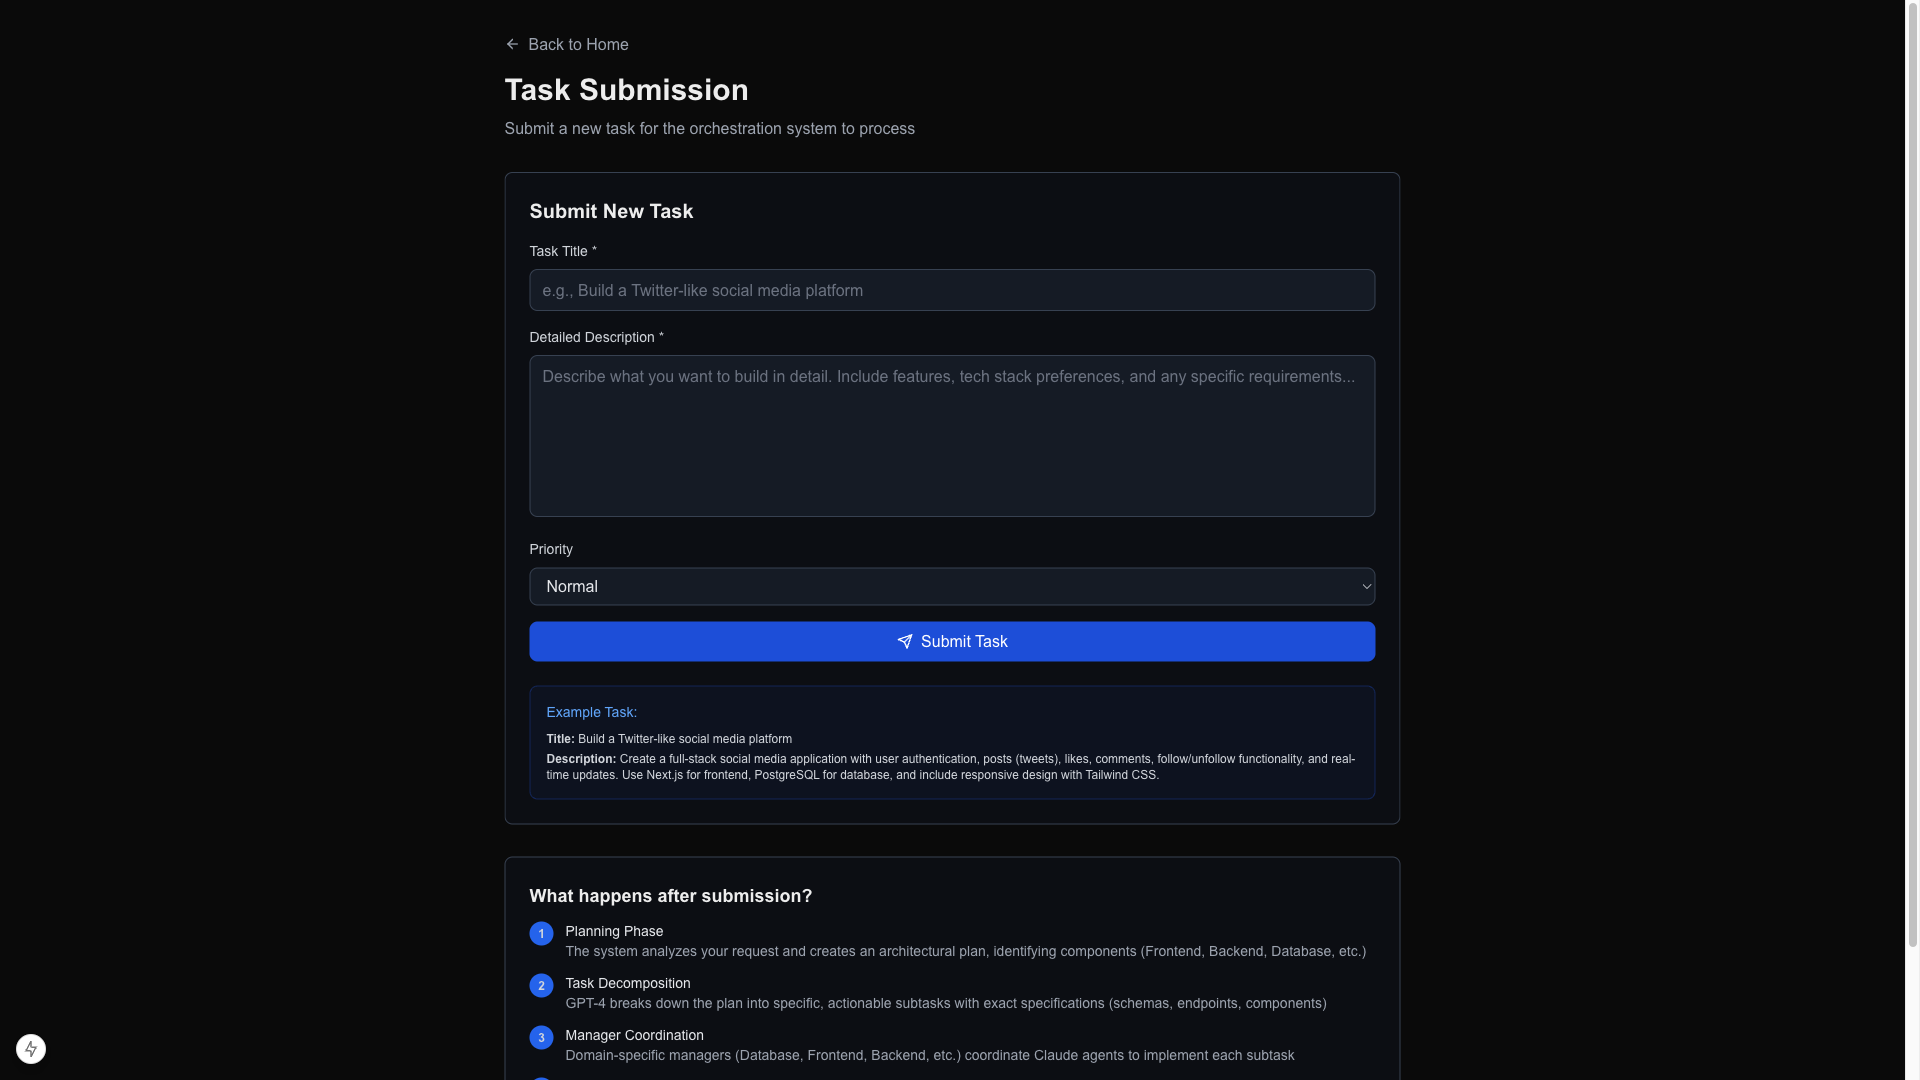 Back to Home
Task Submission
Submit a new task for the orchestration system to process
Submit New Task
Task Title *
e.g., Build a Twitter-like social media platform
Detailed Description *
Describe what you want to build in detail. Include features, tech stack preferences, and any specific requirements...
Priority
Normal
Submit Task
Example Task:
Title: Build a Twitter-like social media platform
Description: Create a full-stack social media application with user authentication, posts (tweets), likes, comments, follow/unfollow functionality, and real-
time updates. Use Next.js for frontend, PostgreSQL for database, and include responsive design with Tailwind CSS.
What happens after submission?
1 Planning Phase
The system analyzes your request and creates an architectural plan, identifying components (Frontend, Backend, Database, etc.)
2 Task Decomposition
GPT-4 breaks down the plan into specific, actionable subtasks with exact specifications (schemas, endpoints, components)
3 Manager Coordination
Domain-specific managers (Database, Frontend, Backend, etc.) coordinate Claude agents to implement each subtask